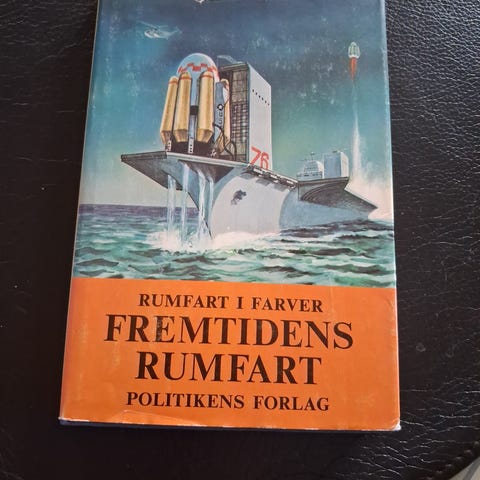 76
RUMFART I FARVER
FREMTIDENS
RUMFART
POLITIKENS FORLAG